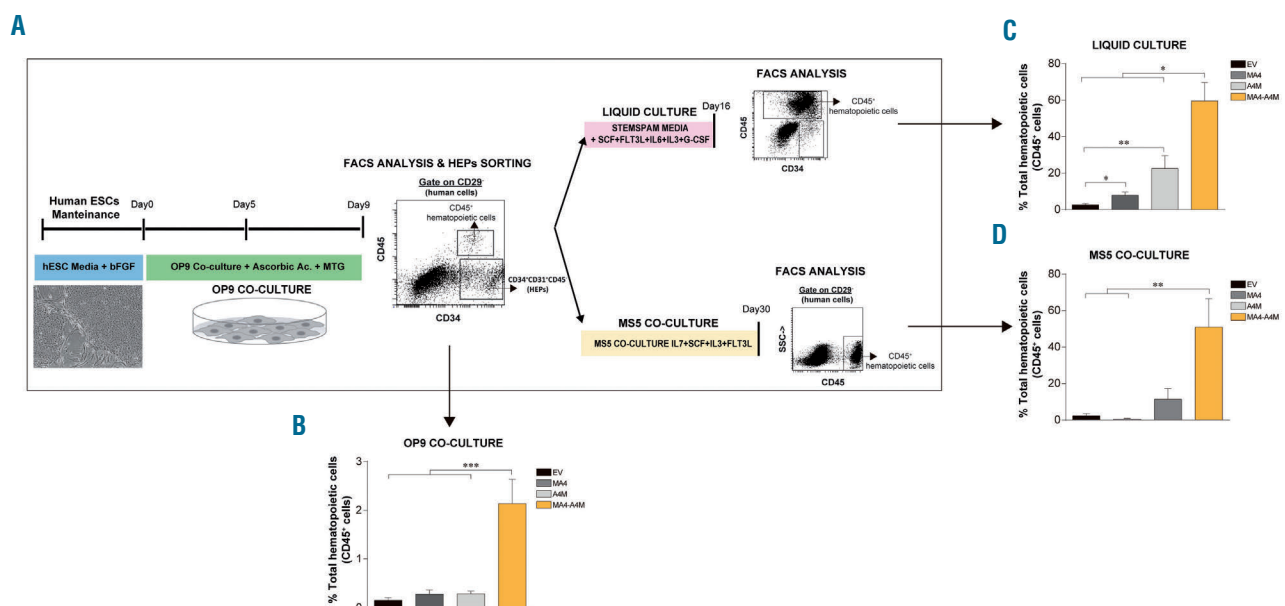 A
Human ESCs
Manteinance
Day0
Day5
Day9
hESC Media + bFGF
OP9 Co-culture + Ascorbic Ac. + MTG
OP9 CO-CULTURE
FACS ANALYSIS & HEPs SORTING
Gate on CD29-
(human cells)
CD45+
hematopoietic cells
CD45
CD34+CD31+CD45
(HEPs)
CD34
LIQUID CULTURE
Day16
STEMSPAM MEDIA
+ SCF+FLT3L+IL6+IL3+G-CSF
FACS ANALYSIS
CD45+
hematopoietic cells
CD45
CD34
MS5 CO-CULTURE
Day30
MS5 CO-CULTURE IL7+SCF+IL3+FLT3L
FACS ANALYSIS
Gate on CD29-
(human cells)
SSC->
CD45+
hematopoietic cells
CD45
B
OP9 CO-CULTURE
% Total hematopoietic cells
(CD45+ cells)
3
2
1
0
***
EV
MA4
A4M
MA4-A4M
C
LIQUID CULTURE
% Total hematopoietic cells
(CD45+ cells)
80
60
40
20
0
*
**
*
EV
MA4
A4M
MA4-A4M
D
MS5 CO-CULTURE
% Total hematopoietic cells
(CD45+ cells)
80
60
40
20
0
**
EV
MA4
A4M
MA4-A4M